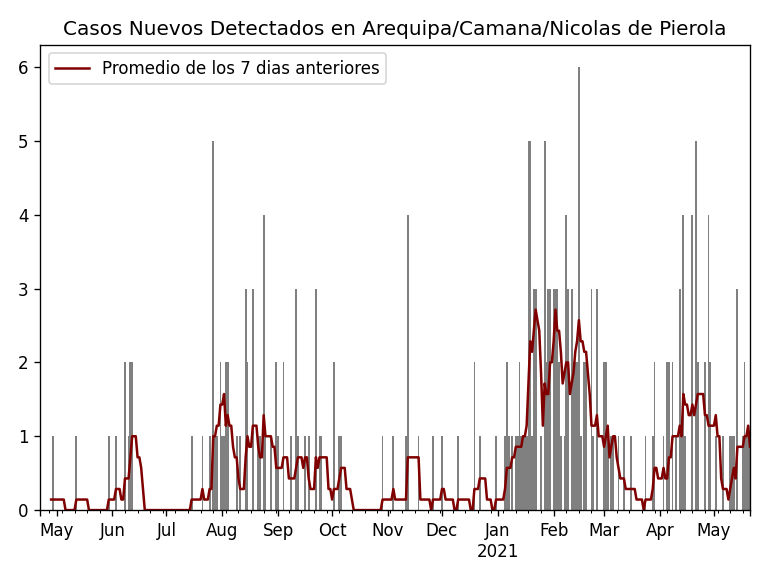 Casos Nuevos Detectados en Arequipa/Camana/Nicolas de Pierola
Promedio de los 7 dias anteriores
6
5
4
3
2
1
0
May Jun Jul Aug Sep Oct Nov Dec Jan Feb Mar Apr May
2021